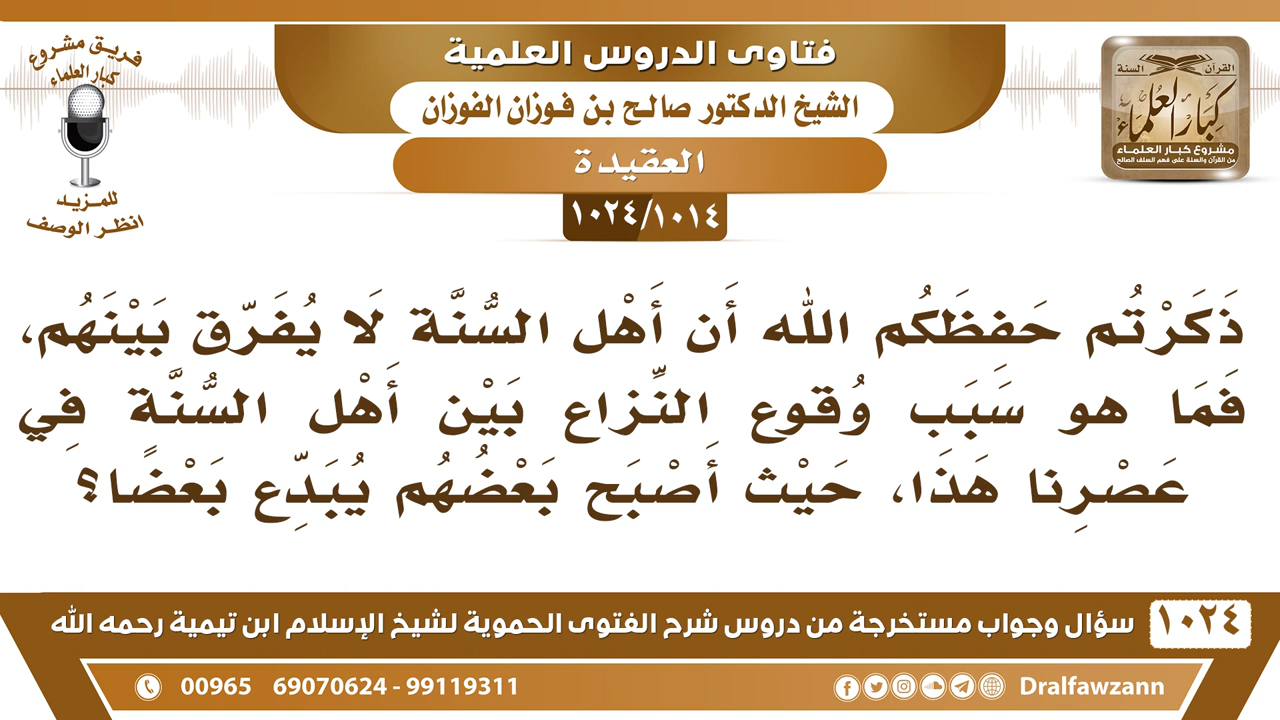 فتاوى الدروس العلمية
الشيخ الدكتور صالح بن فوزان الفوزان
العقيدة
١٠٢٤/١٠١٤
القرآن السنة
كبار العلماء
مشروع كبار العلماء
من القرآن والسنة على فهم السلف الصالح
فريق مشروع
كبار العلماء
للمزيد
انظر الوصف
ذَكَرْتُم حَفِظَكُم الله أَن أَهْل السُّنَّة لَا يُفَرّق بَيْنَهُم،
فَمَا هو سَبَب وُقوع النِّزاع بَيْن أَهْل السُّنَّة فِي
عَصْرِنا هَذَا، حَيْث أَصْبَح بَعْضُهُم يُبَدِّع بَعْضًا؟
١٠٢٤ سؤال وجواب مستخرجة من دروس شرح الفتوى الحموية لشيخ الإسلام ابن تيمية رحمه الله
00965 69070624 - 99119311
Dralfawzann